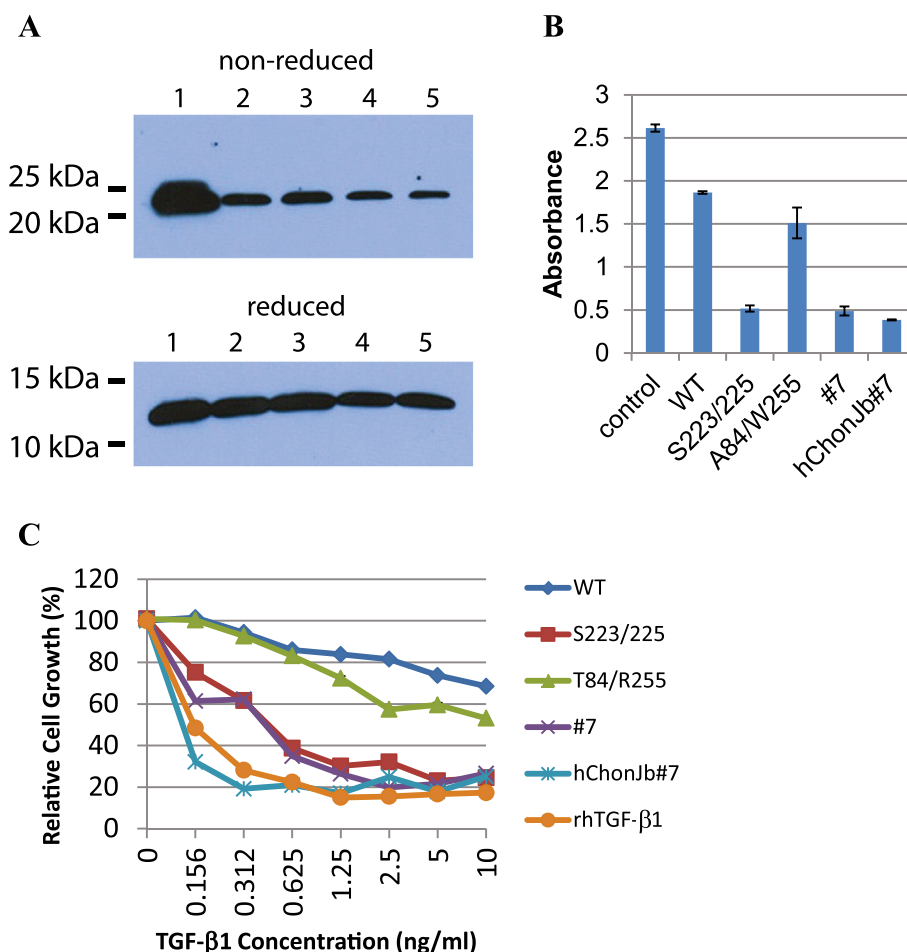 A
non-reduced
1 2 3 4 5
25 kDa
20 kDa
reduced
1 2 3 4 5
15 kDa
10 kDa
B
Absorbance
3
2.5
2
1.5
1
0.5
0
control
WT
S223/225
A84/W255
#7
hChonJb#7
C
Relative Cell Growth (%)
120
100
80
60
40
20
0
0
0.156
0.312
0.625
1.25
2.5
5
10
TGF-β1 Concentration (ng/ml)
WT
S223/225
T84/R255
#7
hChonJb#7
rhTGF-β1